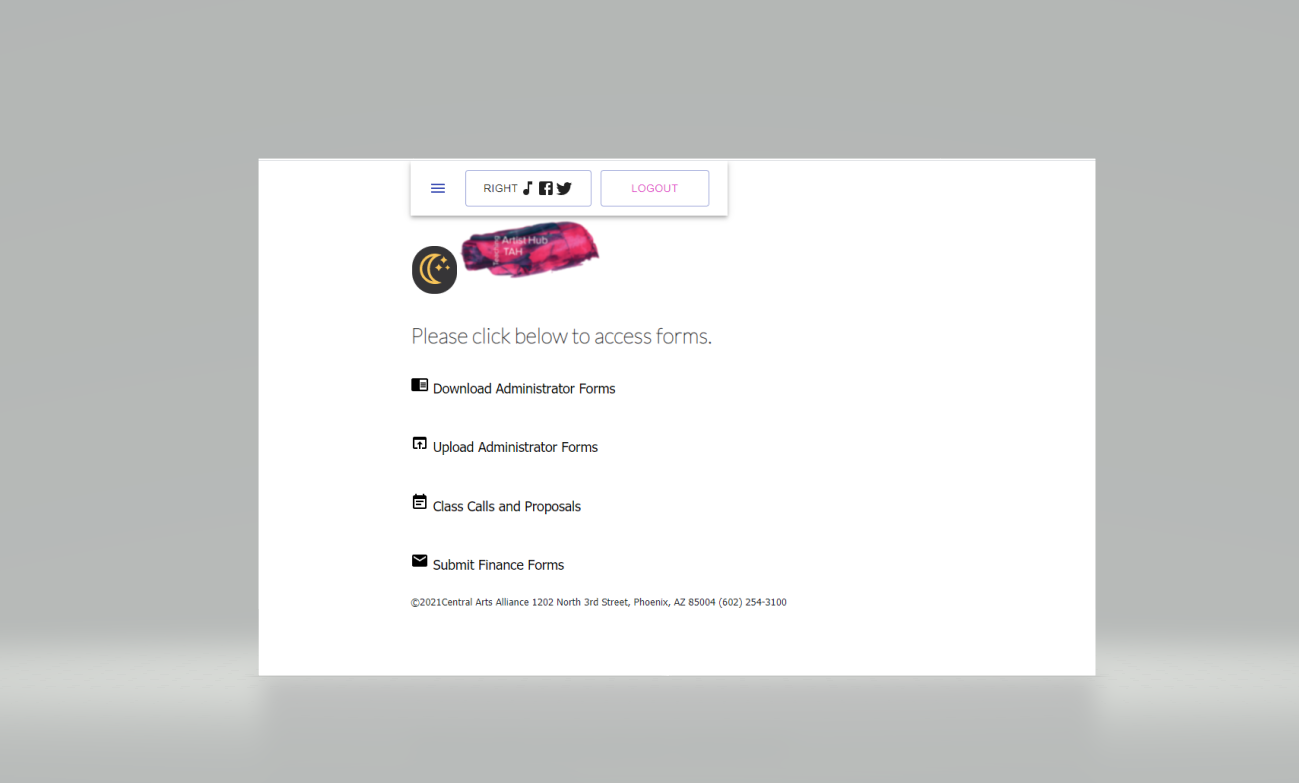 RIGHT
LOGOUT
Teaching
Artist Hub
TAH
Please click below to access forms.
Download Administrator Forms
Upload Administrator Forms
Class Calls and Proposals
Submit Finance Forms
©2021Central Arts Alliance 1202 North 3rd Street, Phoenix, AZ 85004 (602) 254-3100